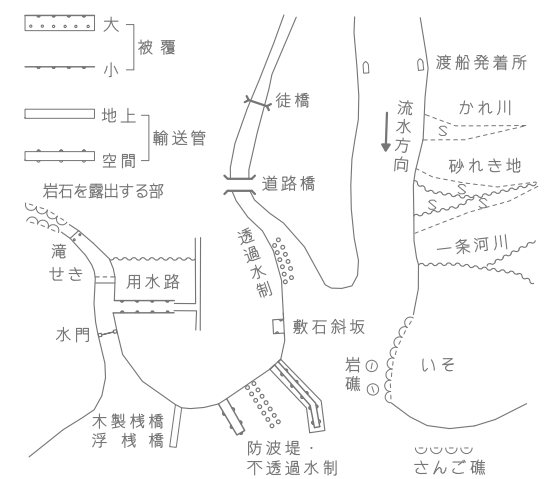 大
被覆
小
地上
輸送管
空間
岩石を露出する部
滝
せき
用水路
水門
木製桟橋
浮桟橋
徒橋
道路橋
透過水制
敷石斜坂
防波堤・
不透過水制
渡船発着所
流水方向
かれ川
S
砂れき地
S
S
S
一条河川
岩礁
いそ
さんご礁